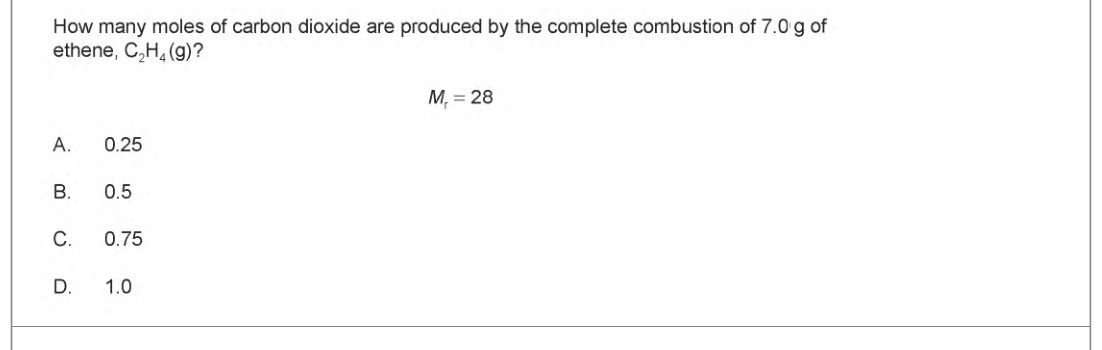 How many moles of carbon dioxide are produced by the complete combustion of 7.0 g of
ethene, C₂H₄(g)?
Mᵣ = 28
A. 0.25
B. 0.5
C. 0.75
D. 1.0